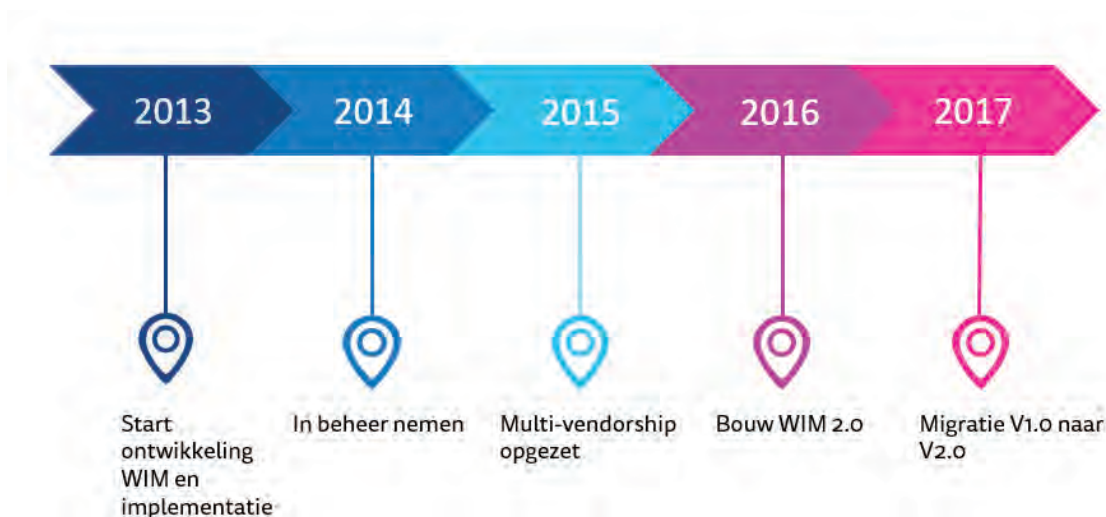 2013
2014
2015
2016
2017
Start
ontwikkeling
WIM en
implementatie
In beheer nemen
Multi-vendorship
opgezet
Bouw WIM 2.0
Migratie V1.0 naar
V2.0